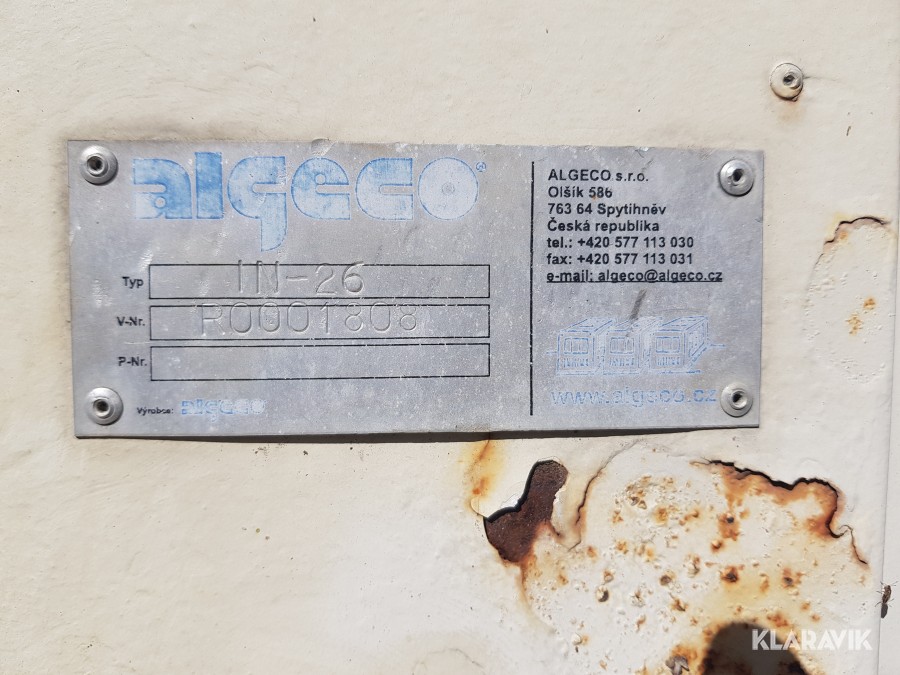 algeco®
Typ IN-26
V-Nr. R0001808
P-Nr.
Výrobce: algeco
ALGECO s.r.o.
Olšík 586
763 64 Spytihněv
Česká republika
tel.: +420 577 113 030
fax: +420 577 113 031
e-mail: algeco@algeco.cz
www.algeco.cz
KLARAVIK